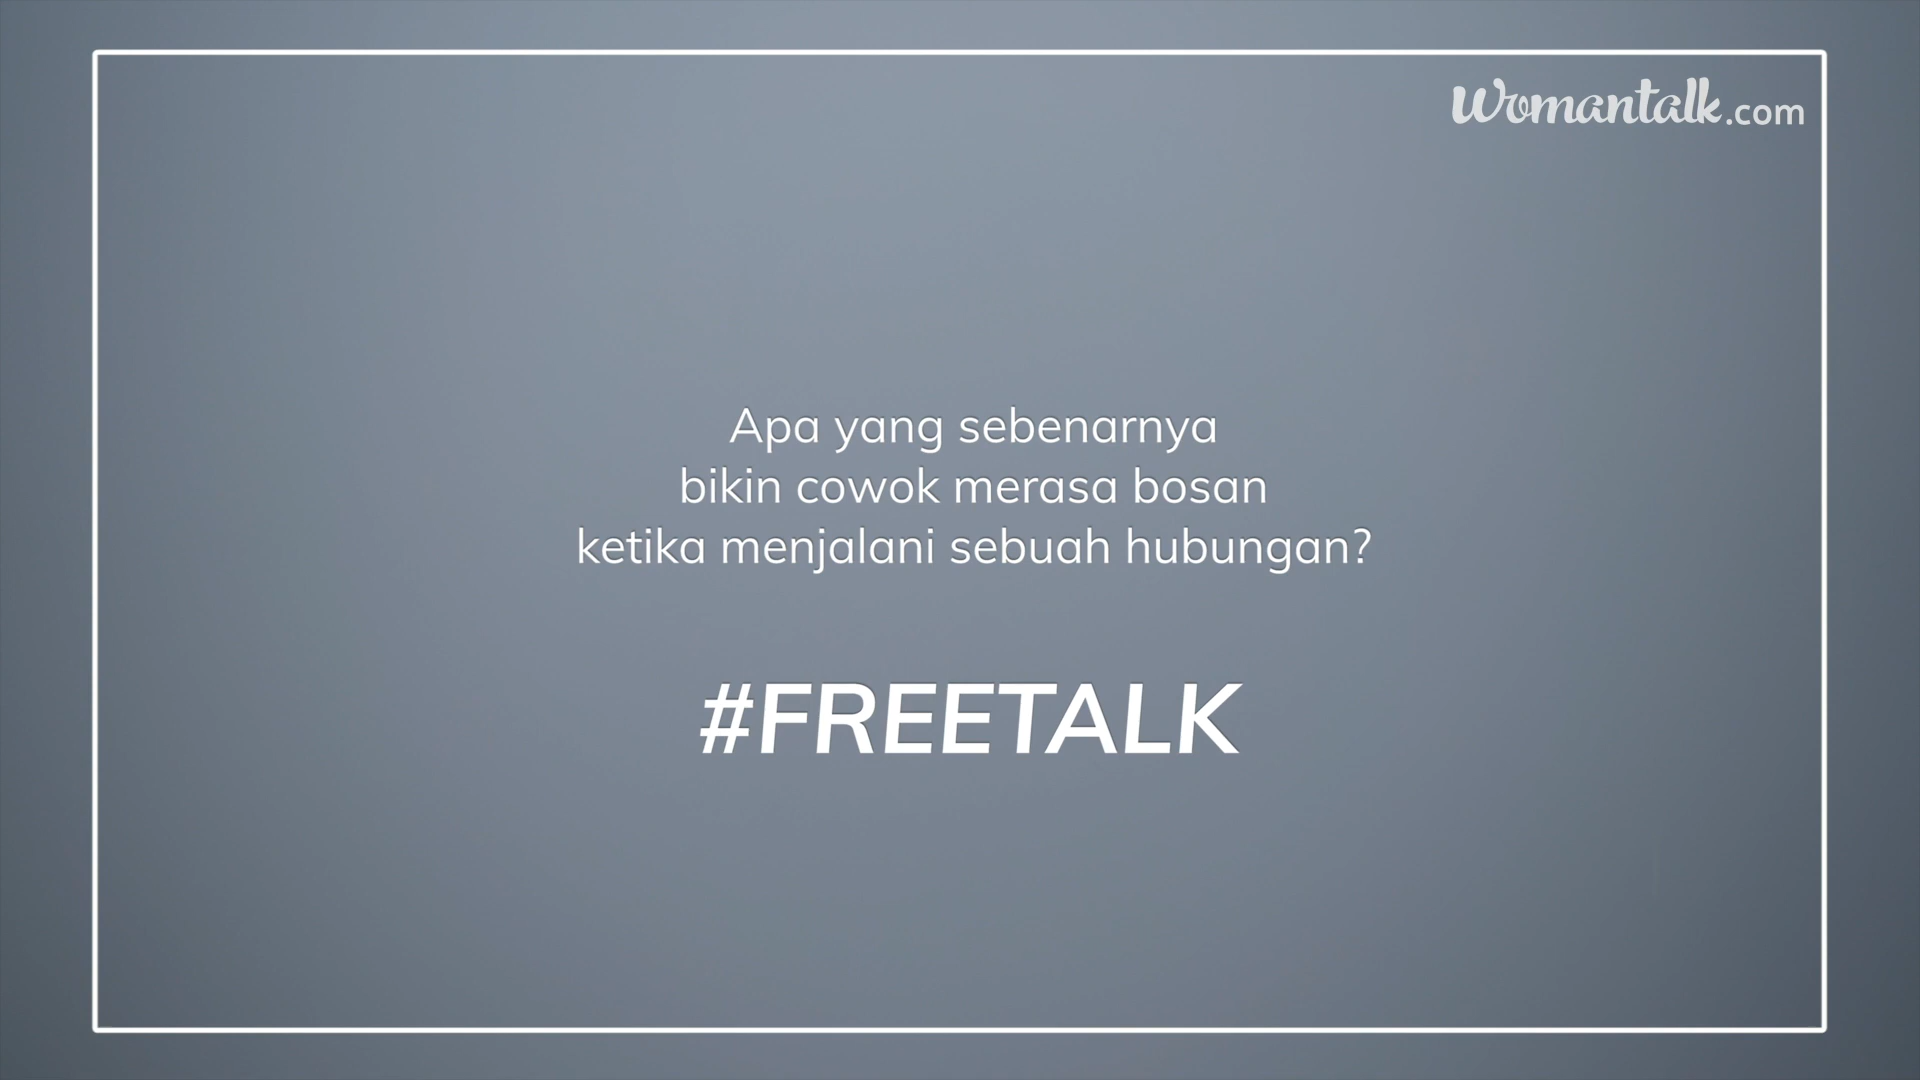 Womantalk.com
Apa yang sebenarnya
bikin cowok merasa bosan
ketika menjalani sebuah hubungan?
#FREETALK